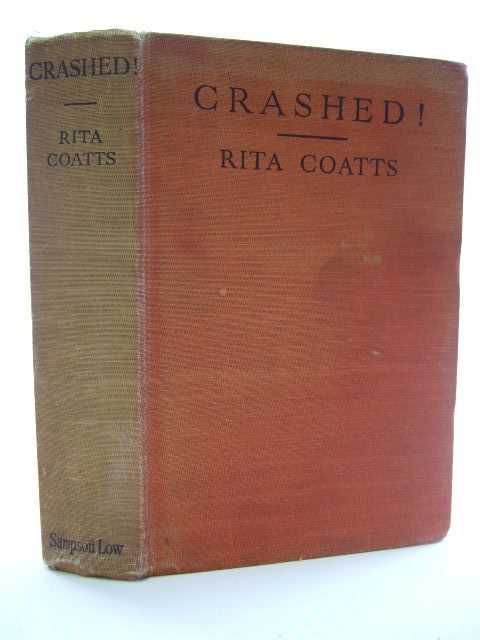 CRASHED!
RITA
COATTS
Sampson Low
CRASHED!
RITA COATTS